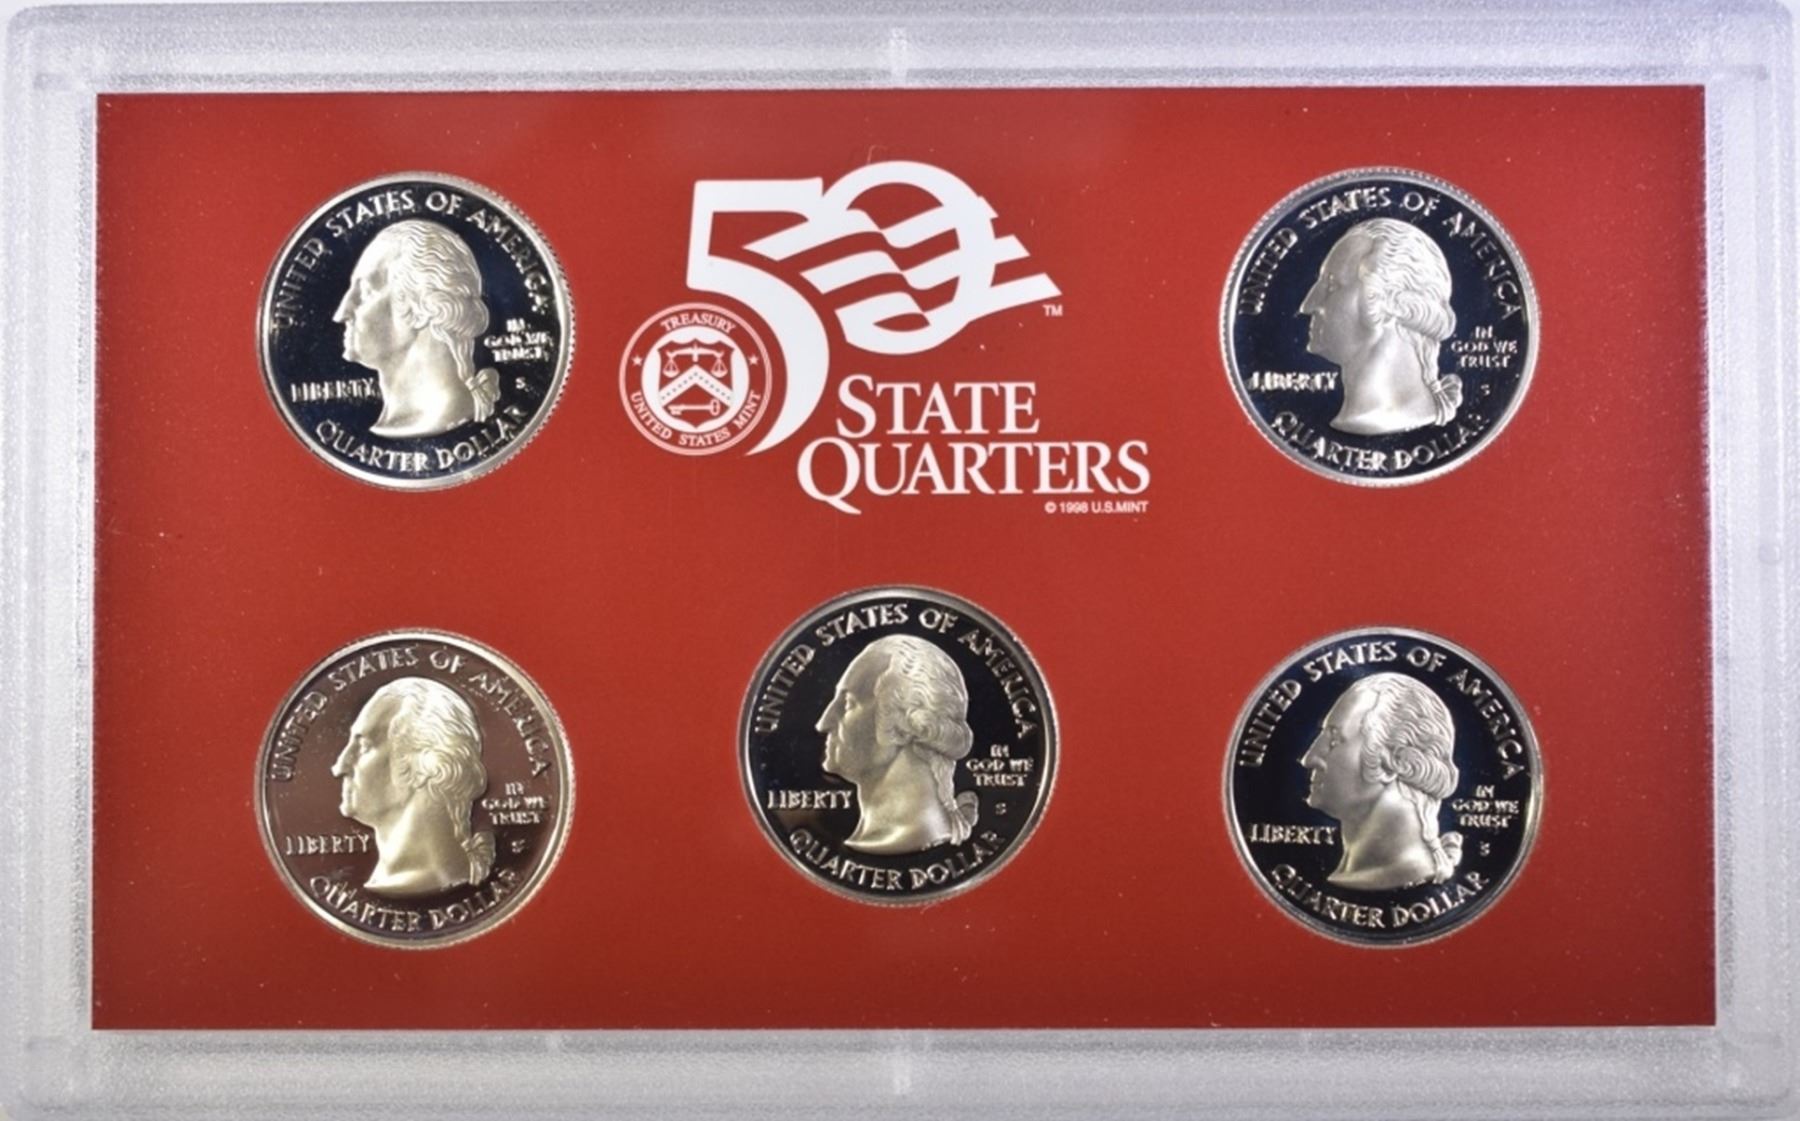 UNITED STATES OF AMERICA
LIBERTY
IN
GOD WE
TRUST
S
QUARTER DOLLAR
50
TM
TREASURY
UNITED STATES MINT
STATE
QUARTERS
© 1998 U.S.MINT
UNITED STATES OF AMERICA
LIBERTY
IN
GOD WE
TRUST
S
QUARTER DOLLAR
UNITED STATES OF AMERICA
LIBERTY
IN
GOD WE
TRUST
S
QUARTER DOLLAR
UNITED STATES OF AMERICA
LIBERTY
IN
GOD WE
TRUST
S
QUARTER DOLLAR
UNITED STATES OF AMERICA
LIBERTY
IN
GOD WE
TRUST
S
QUARTER DOLLAR